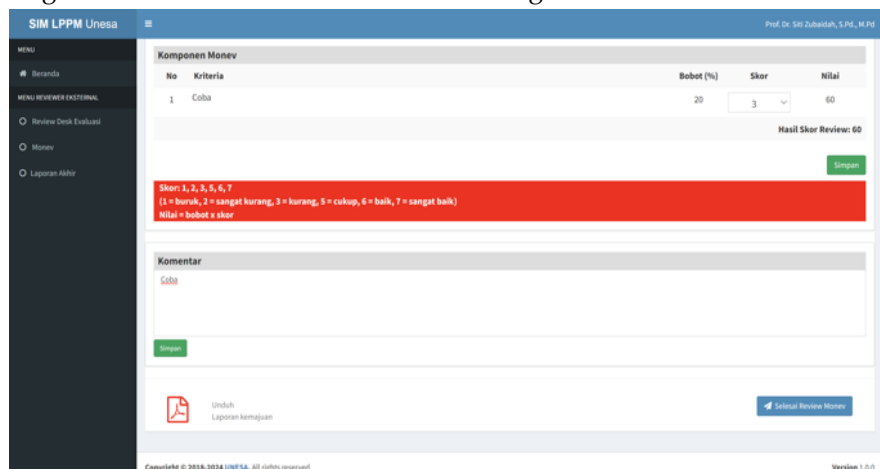 SIM LPPM Unesa
Prof. Dr. Siti Zubaidah, S.Pd., M.Pd
MENU
Beranda
MENU REVIEWER EKSTERNAL
Review Desk Evaluasi
Monev
Laporan Akhir
Komponen Monev
No Kriteria Bobot (%) Skor Nilai
1 Coba 20 3 60
Hasil Skor Review: 60
Simpan
Skor: 1, 2, 3, 5, 6, 7
(1 = buruk, 2 = sangat kurang, 3 = kurang, 5 = cukup, 6 = baik, 7 = sangat baik)
Nilai = bobot x skor
Komentar
Coba
Simpan
Unduh
Laporan kemajuan
Selesai Review Monev
Copyright © 2018-2024 UNESA. All rights reserved.
Version 1.0.0